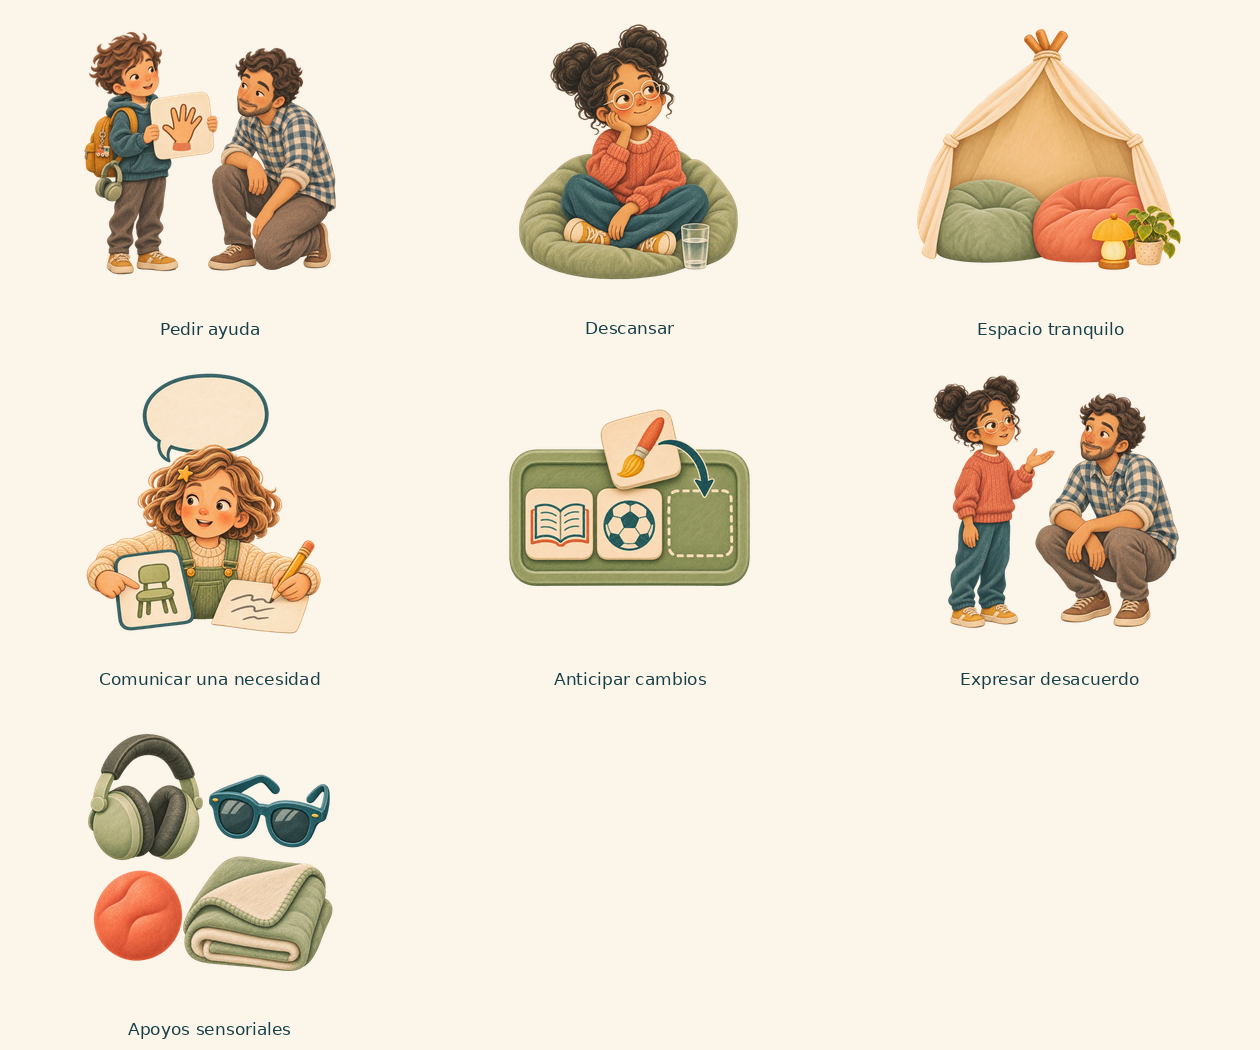 Pedir ayuda
Descansar
Espacio tranquilo
Comunicar una necesidad
Anticipar cambios
Expresar desacuerdo
Apoyos sensoriales